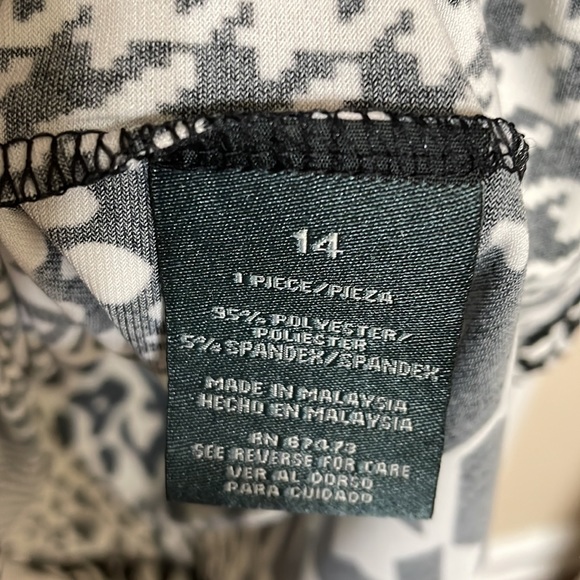 14
1 PIECE/PIEZA
95% POLYESTER/
POLIESTER
5% SPANDEX/SPANDEX
MADE IN MALAYSIA
HECHO EN MALAYSIA
RN 67473
SEE REVERSE FOR CARE
VER AL DORSO
PARA CUIDADO